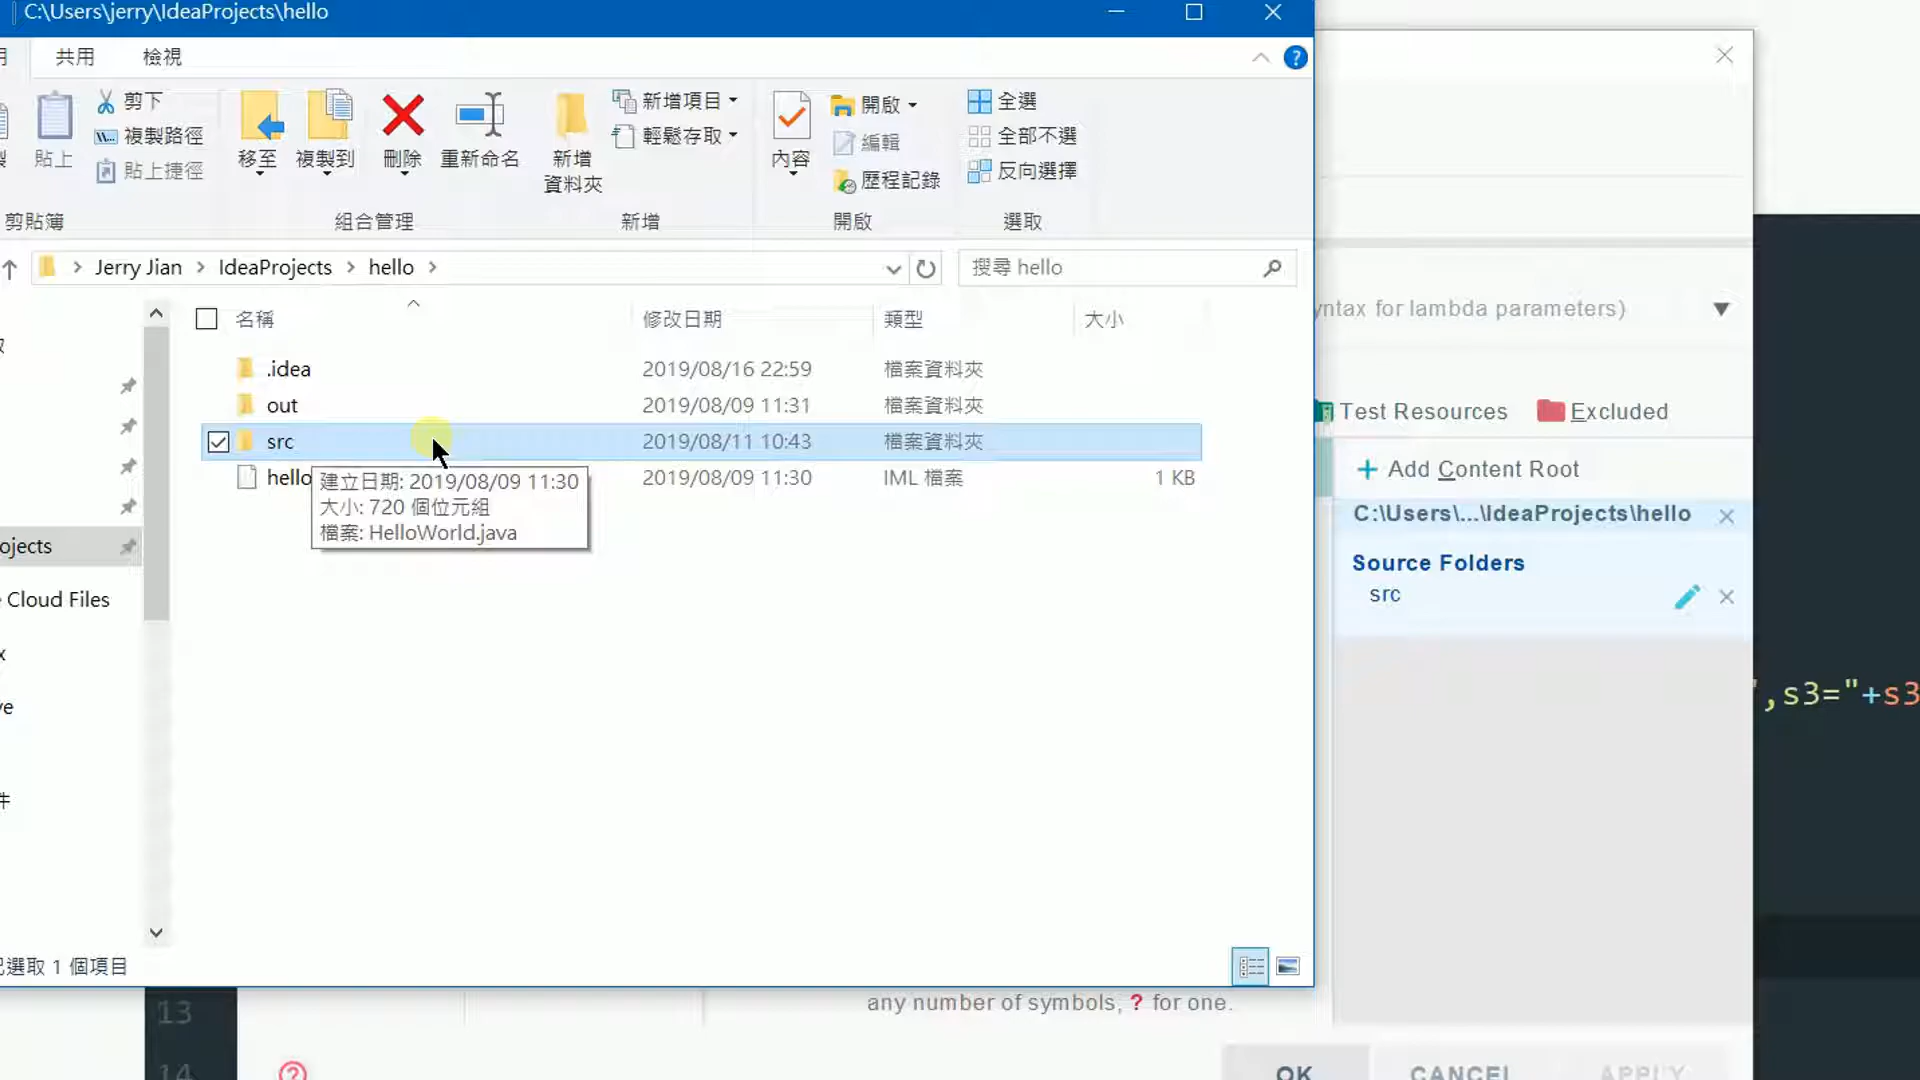 C:\Users\jerry\IdeaProjects\hello
共用
檢視
貼上
剪下
複製路徑
貼上捷徑
剪貼簿
移至
複製到
刪除
重新命名
組合管理
新增
資料夾
新增項目
輕鬆存取
新增
內容
開啟
編輯
歷程記錄
開啟
全選
全部不選
反向選擇
選取
Jerry Jian
IdeaProjects
hello
搜尋 hello
名稱
修改日期
類型
大小
.idea
2019/08/16 22:59
檔案資料夾
out
2019/08/09 11:31
檔案資料夾
src
2019/08/11 10:43
檔案資料夾
hello
2019/08/09 11:30
IML 檔案
1 KB
建立日期: 2019/08/09 11:30
大小: 720 個位元組
檔案: HelloWorld.java
ojects
Cloud Files
x
ve
件
選取 1 個項目
yntax for lambda parameters)
Test Resources
Excluded
+ Add Content Root
C:\Users\...\IdeaProjects\hello
Source Folders
src
",s3="+s3
any number of symbols, ? for one.
13
14
?
OK
CANCEL
APPLY